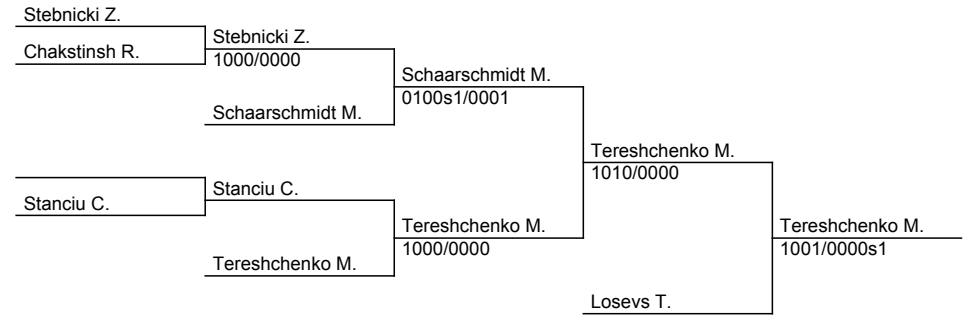 Stebnicki Z.
Chakstinsh R.
Stebnicki Z.
1000/0000
Schaarschmidt M.
Schaarschmidt M.
0100s1/0001
Stanciu C.
Stanciu C.
Tereshchenko M.
Tereshchenko M.
1000/0000
Tereshchenko M.
1010/0000
Losevs T.
Tereshchenko M.
1001/0000s1